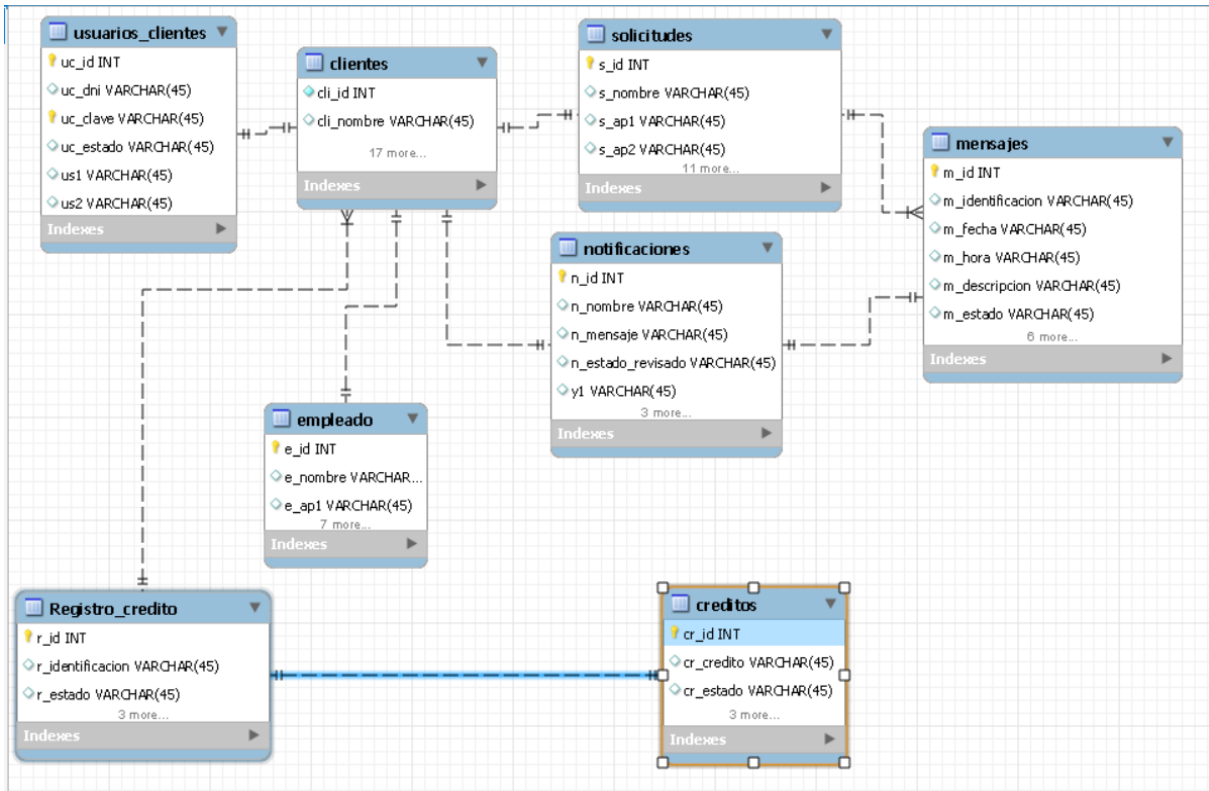 usuarios_clientes
uc_id INT
uc_dni VARCHAR(45)
uc_clave VARCHAR(45)
uc_estado VARCHAR(45)
us1 VARCHAR(45)
us2 VARCHAR(45)
Indexes
clientes
cli_id INT
cli_nombre VARCHAR(45)
17 more...
Indexes
solicitudes
s_id INT
s_nombre VARCHAR(45)
s_ap1 VARCHAR(45)
s_ap2 VARCHAR(45)
11 more...
Indexes
mensajes
m_id INT
m_identificacion VARCHAR(45)
m_fecha VARCHAR(45)
m_hora VARCHAR(45)
m_descripcion VARCHAR(45)
m_estado VARCHAR(45)
6 more...
Indexes
notificaciones
n_id INT
n_nombre VARCHAR(45)
n_mensaje VARCHAR(45)
n_estado_revisado VARCHAR(45)
y1 VARCHAR(45)
3 more...
Indexes
empleado
e_id INT
e_nombre VARCHAR...
e_ap1 VARCHAR(45)
7 more...
Indexes
Registro_credito
r_id INT
r_identificacion VARCHAR(45)
r_estado VARCHAR(45)
3 more...
Indexes
creditos
cr_id INT
cr_credito VARCHAR(45)
cr_estado VARCHAR(45)
3 more...
Indexes